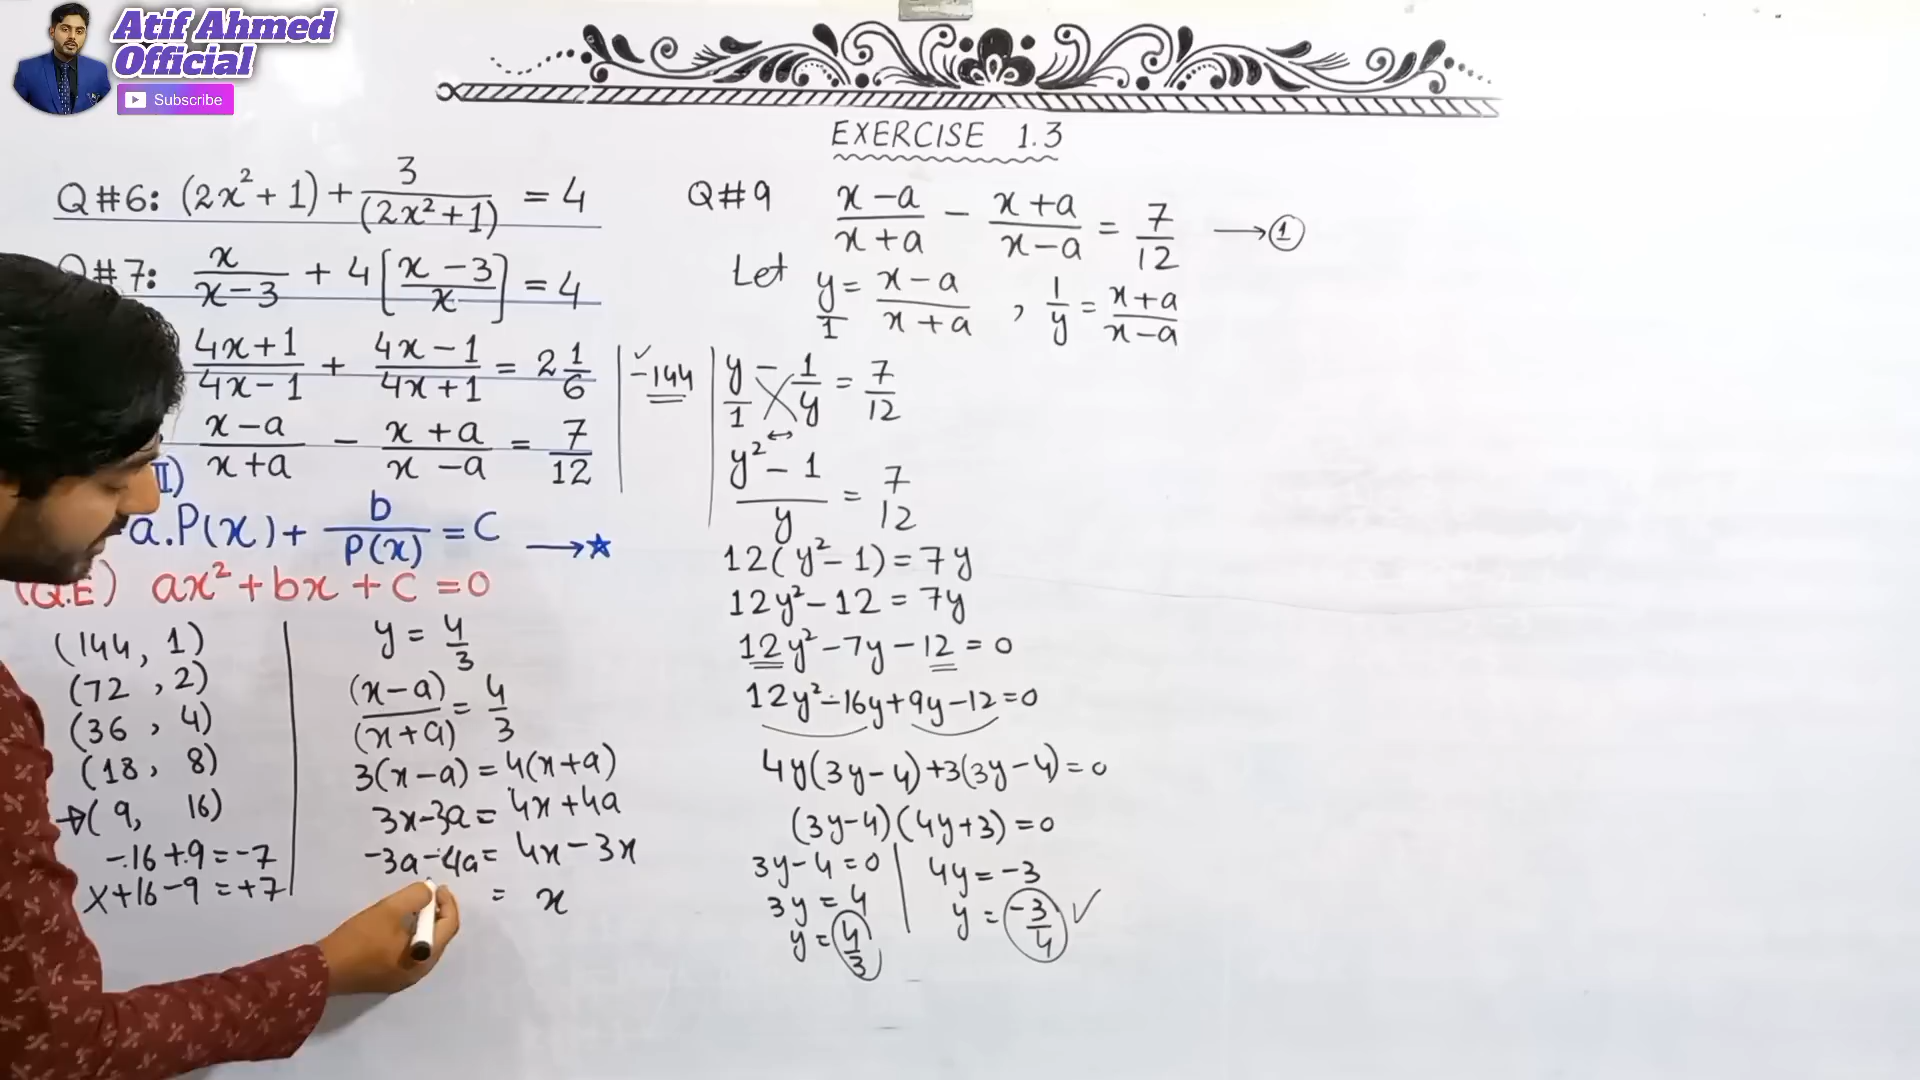 Atif Ahmed
Official
Subscribe
EXERCISE 1.3
Q#6: (2x² + 1) + 3/(2x² + 1) = 4
Q#7: x/(x-3) + 4[(x-3)/x] = 4
(4x+1)/(4x-1) + (4x-1)/(4x+1) = 2 1/6
(x-a)/(x+a) - (x+a)/(x-a) = 7/12
II)
a.P(x) + b/P(x) = C → ★
(Q.E) ax² + bx + C = 0
(144, 1)
(72, 2)
(36, 4)
(18, 8)
→(9, 16)
-16+9=-7
x+16-9=+7
y = 4/3
(x-a)/(x+a) = 4/3
3(x-a) = 4(x+a)
3x-3a = 4x+4a
-3a-4a = 4x-3x
= x
Q#9 (x-a)/(x+a) - (x+a)/(x-a) = 7/12 → ①
Let y/1 = (x-a)/(x+a) , 1/y = (x+a)/(x-a)
✓
-144
y/1 - 1/y = 7/12
(y² - 1)/y = 7/12
12(y²-1) = 7y
12y²-12 = 7y
12y²-7y-12 = 0
12y²-16y+9y-12=0
4y(3y-4)+3(3y-4)=0
(3y-4)(4y+3)=0
3y-4=0
3y = 4
y = 4/3
4y = -3
y = -3/4 ✓